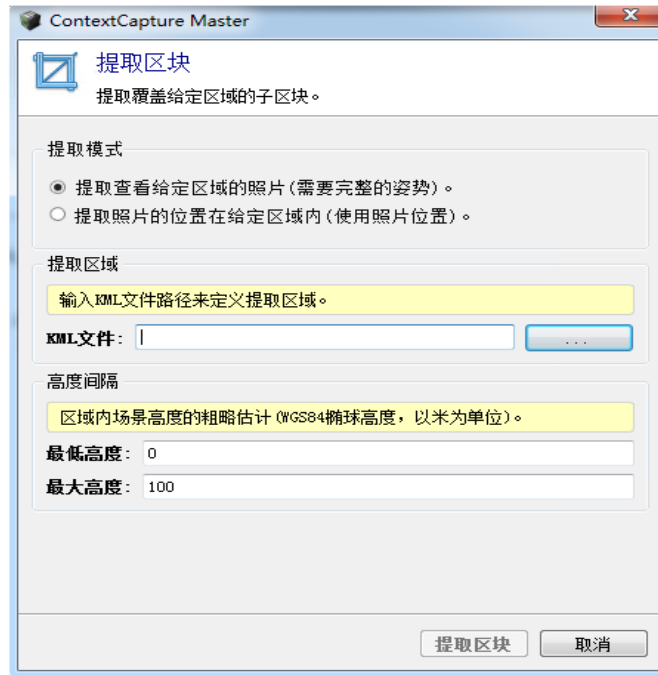 ContextCapture Master
提取区块
提取覆盖给定区域的子区块。
提取模式
提取查看给定区域的照片(需要完整的姿势)。
提取照片的位置在给定区域内(使用照片位置)。
提取区域
输入KML文件路径来定义提取区域。
KML文件:
...
高度间隔
区域内场景高度的粗略估计(WGS84椭球高度，以米为单位)。
最低高度: 0
最大高度: 100
提取区块 取消